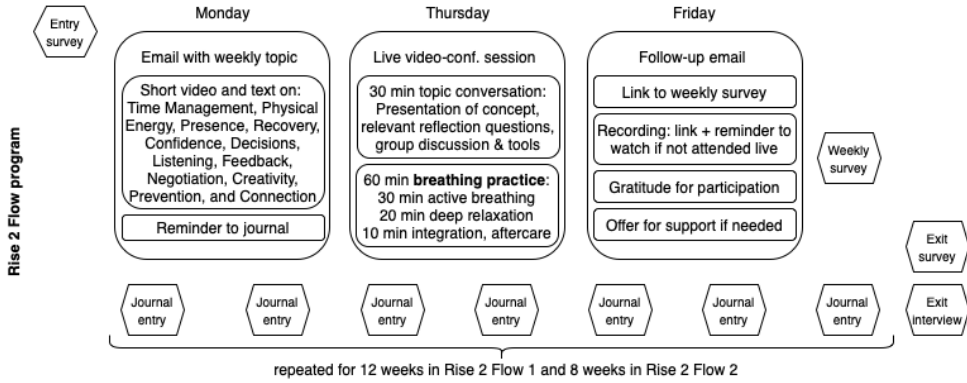 Monday
Thursday
Friday
Entry
survey
Rise 2 Flow program
Email with weekly topic
Short video and text on:
Time Management, Physical
Energy, Presence, Recovery,
Confidence, Decisions,
Listening, Feedback,
Negotiation, Creativity,
Prevention, and Connection
Reminder to journal
Live video-conf. session
30 min topic conversation:
Presentation of concept,
relevant reflection questions,
group discussion & tools
60 min breathing practice:
30 min active breathing
20 min deep relaxation
10 min integration, aftercare
Follow-up email
Link to weekly survey
Recording: link + reminder to
watch if not attended live
Gratitude for participation
Offer for support if needed
Weekly
survey
Exit
survey
Journal
entry
Journal
entry
Journal
entry
Journal
entry
Journal
entry
Journal
entry
Journal
entry
Exit
interview
repeated for 12 weeks in Rise 2 Flow 1 and 8 weeks in Rise 2 Flow 2